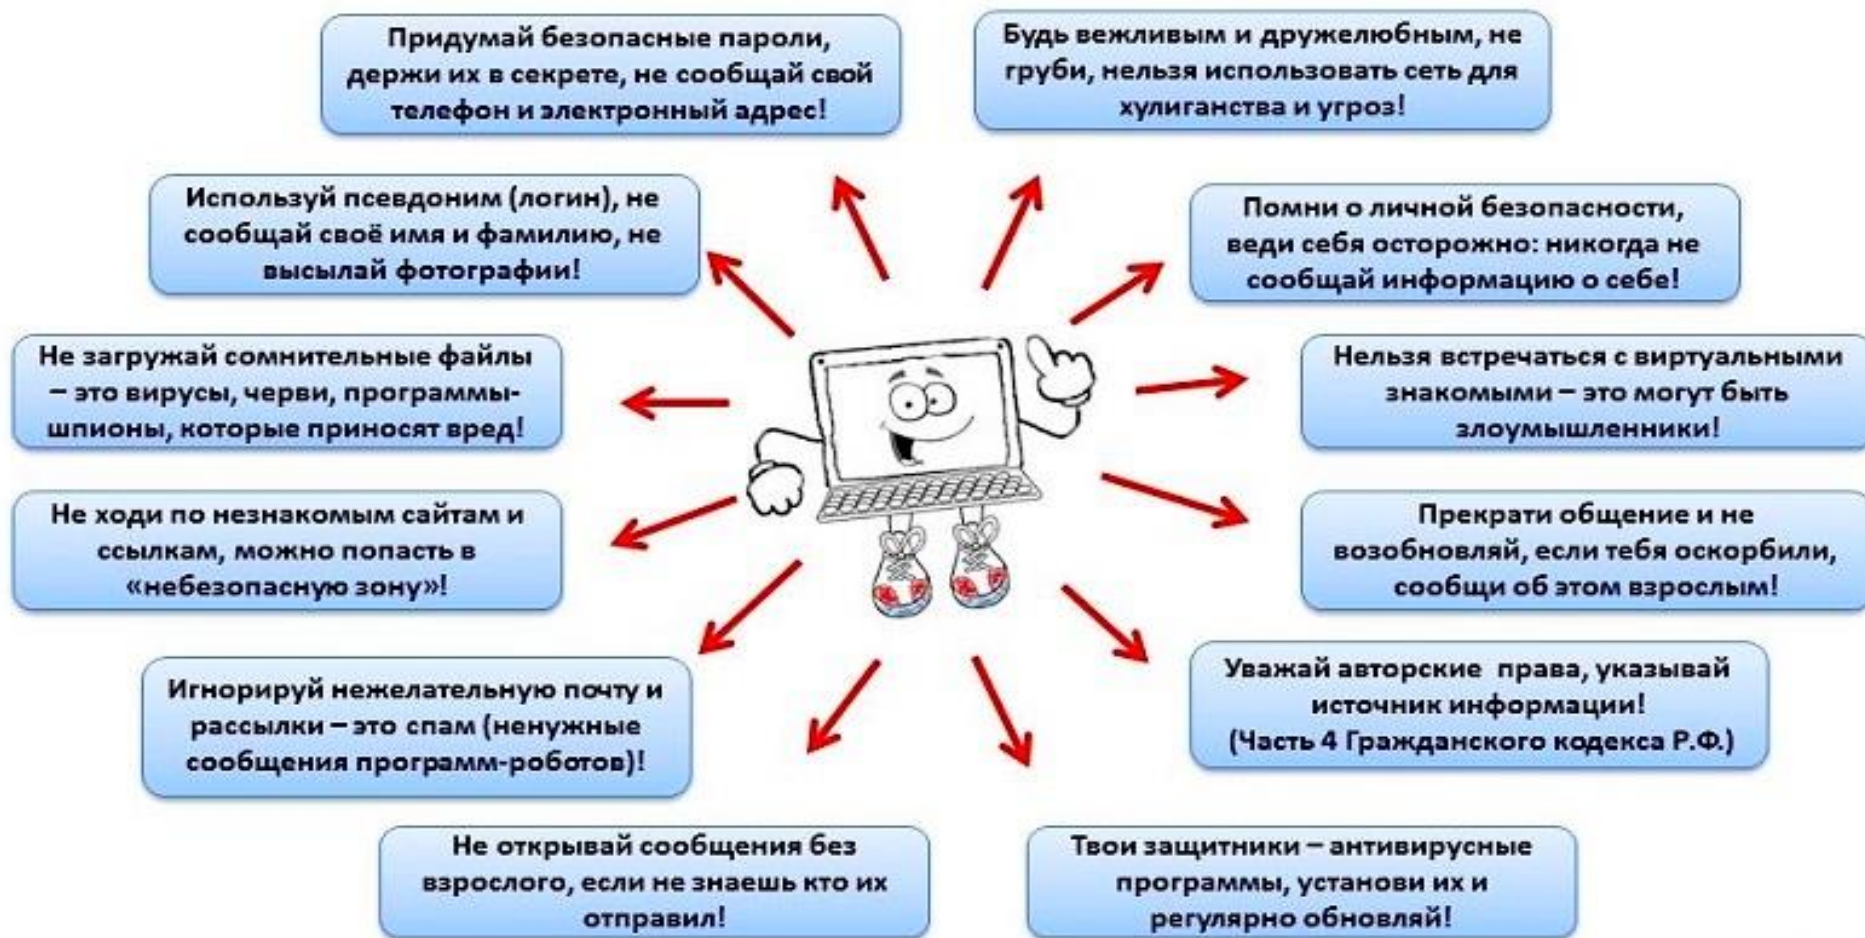 Придумай безопасные пароли,
держи их в секрете, не сообщай свой
телефон и электронный адрес!
Будь вежливым и дружелюбным, не
груби, нельзя использовать сеть для
хулиганства и угроз!
Используй псевдоним (логин), не
сообщай своё имя и фамилию, не
высылай фотографии!
Помни о личной безопасности,
веди себя осторожно: никогда не
сообщай информацию о себе!
Не загружай сомнительные файлы
– это вирусы, черви, программы-
шпионы, которые приносят вред!
Нельзя встречаться с виртуальными
знакомыми – это могут быть
злоумышленники!
Не ходи по незнакомым сайтам и
ссылкам, можно попасть в
«небезопасную зону»!
Прекрати общение и не
возобновляй, если тебя оскорбили,
сообщи об этом взрослым!
Игнорируй нежелательную почту и
рассылки – это спам (ненужные
сообщения программ-роботов)!
Уважай авторские права, указывай
источник информации!
(Часть 4 Гражданского кодекса Р.Ф.)
Не открывай сообщения без
взрослого, если не знаешь кто их
отправил!
Твои защитники – антивирусные
программы, установи их и
регулярно обновляй!